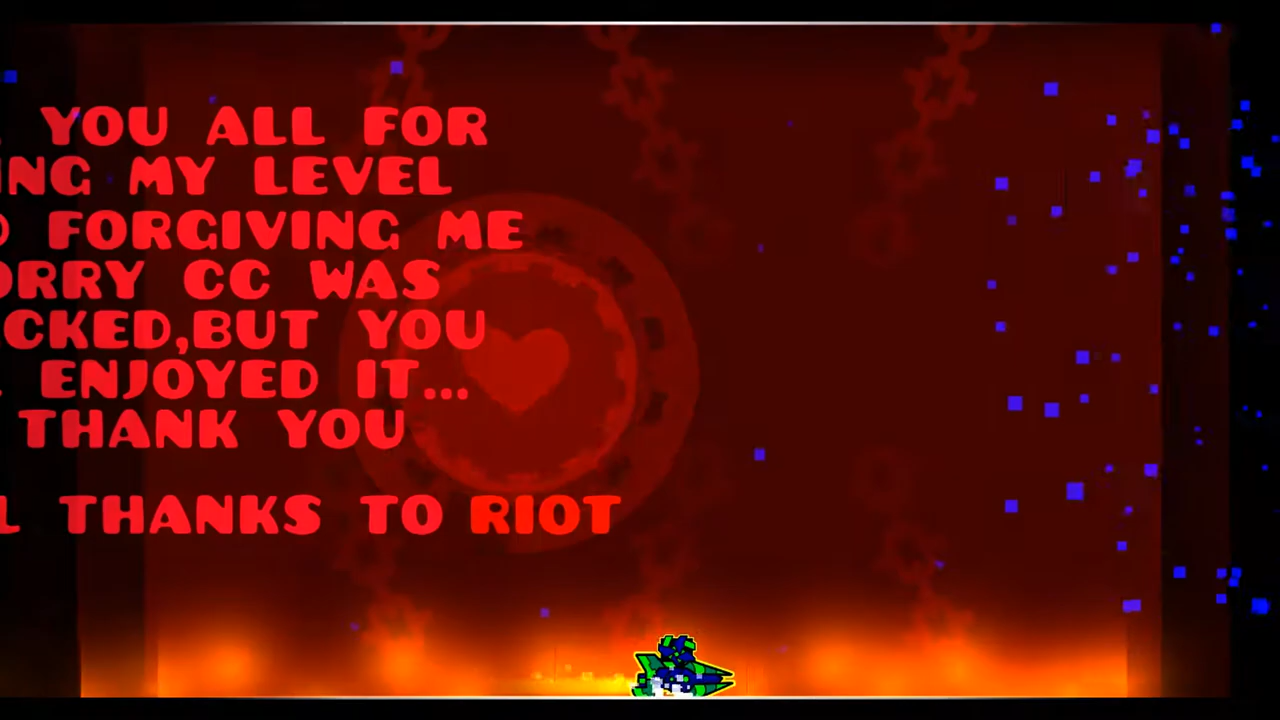 YOU ALL FOR
ING MY LEVEL
FORGIVING ME
ORRY CC WAS
CKED,BUT YOU
ENJOYED IT...
THANK YOU
L THANKS TO RIOT